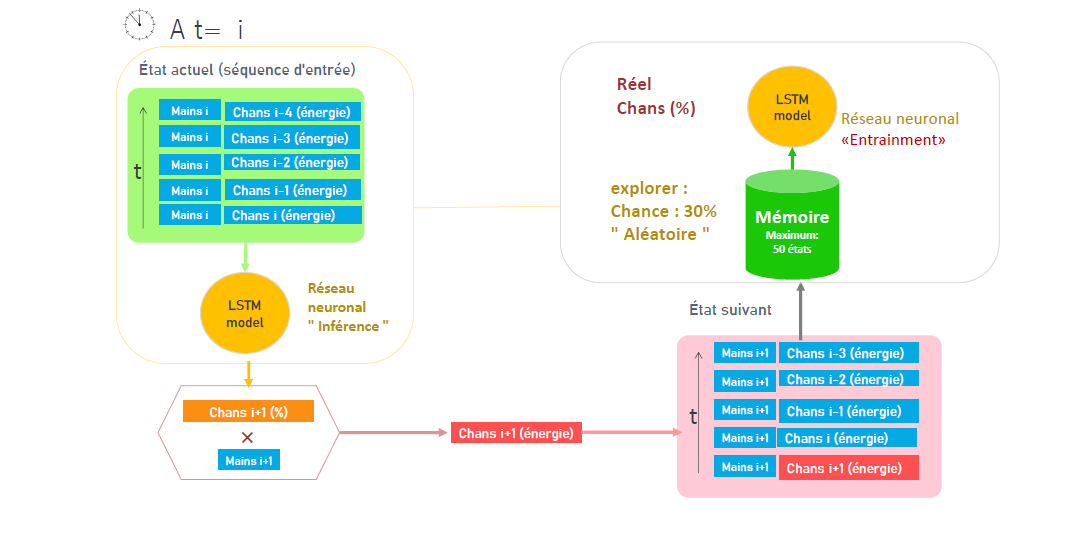 A t= i
État actuel (séquence d'entrée)
t
Mains i Chans i-4 (énergie)
Mains i Chans i-3 (énergie)
Mains i Chans i-2 (énergie)
Mains i Chans i-1 (énergie)
Mains i Chans i (énergie)
LSTM
model
Réseau
neuronal
" Inférence "
Chans i+1 (%)
×
Mains i+1
Chans i+1 (énergie)
Réel
Chans (%)
LSTM
model
Réseau neuronal
«Entrainment»
explorer :
Chance : 30%
" Aléatoire "
Mémoire
Maximum:
50 états
État suivant
t
Mains i+1 Chans i-3 (énergie)
Mains i+1 Chans i-2 (énergie)
Mains i+1 Chans i-1 (énergie)
Mains i+1 Chans i (énergie)
Mains i+1 Chans i+1 (énergie)